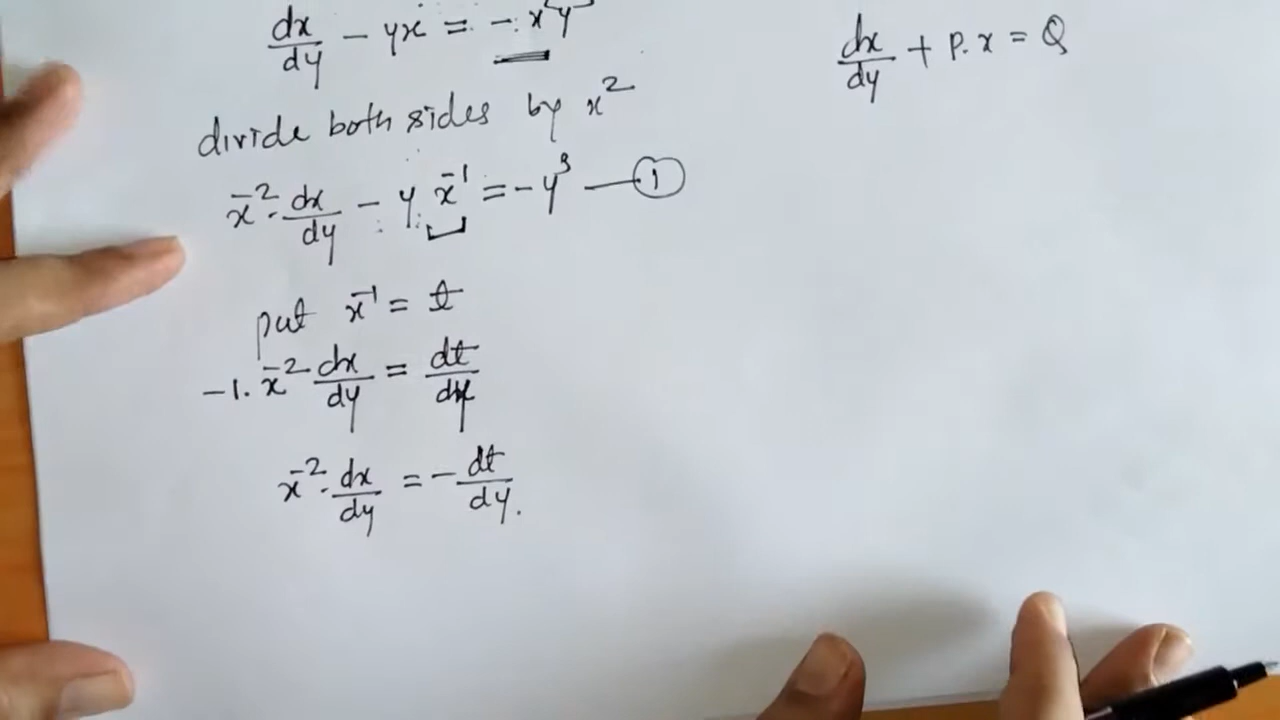 dx/dy - yx = - x²y³
dx/dy + P. x = Q
divide both sides by x²
x⁻² · dx/dy - y x⁻¹ = - y³ — ①
put x⁻¹ = t
-1. x⁻² dx/dy = dt/dy
x⁻² · dx/dy = - dt/dy.